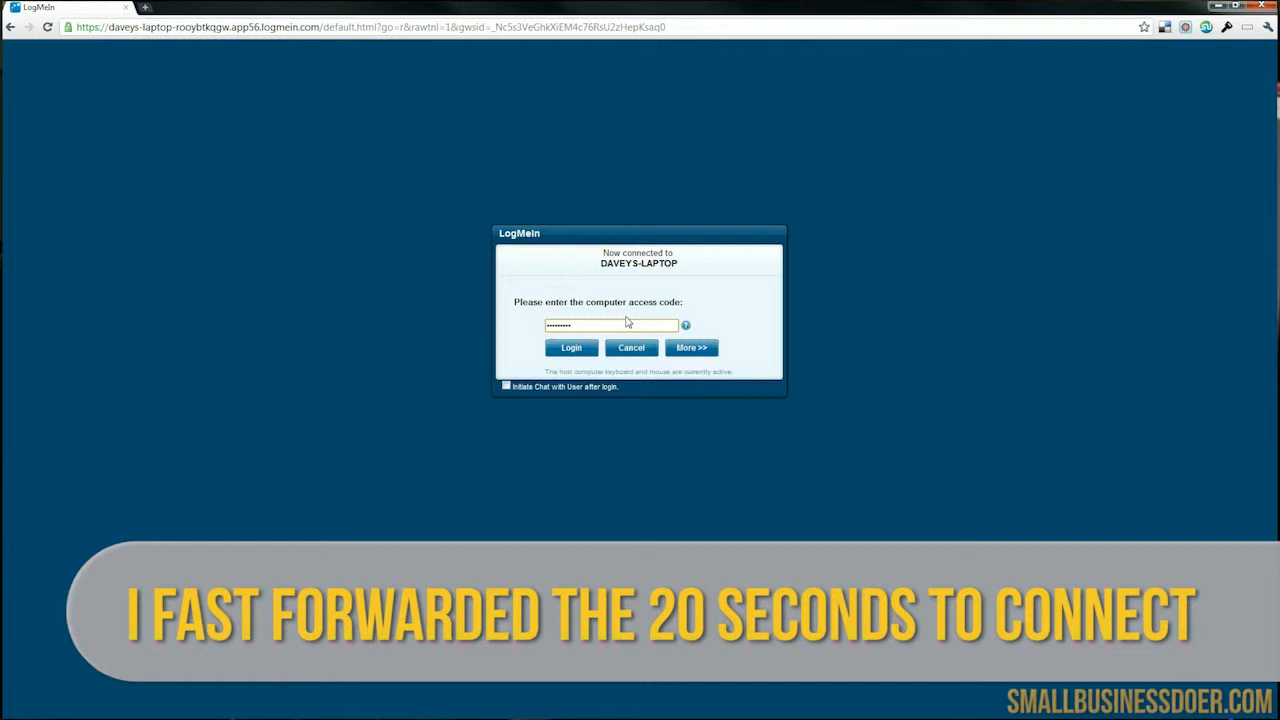 LogMeIn
https://daveys-laptop-rooybtkqgw.app56.logmein.com/default.html?go=r&rawtnl=1&gwsid=_Nc5s3VeGhkXiEM4c76RsU2zHepKsaq0
LogMeIn
Now connected to
DAVEYS-LAPTOP
Please enter the computer access code:
•••••••••
?
Login Cancel More >>
The host computer keyboard and mouse are currently active.
Initiate Chat with User after login.
I FAST FORWARDED THE 20 SECONDS TO CONNECT
SMALLBUSINESSDOER.COM